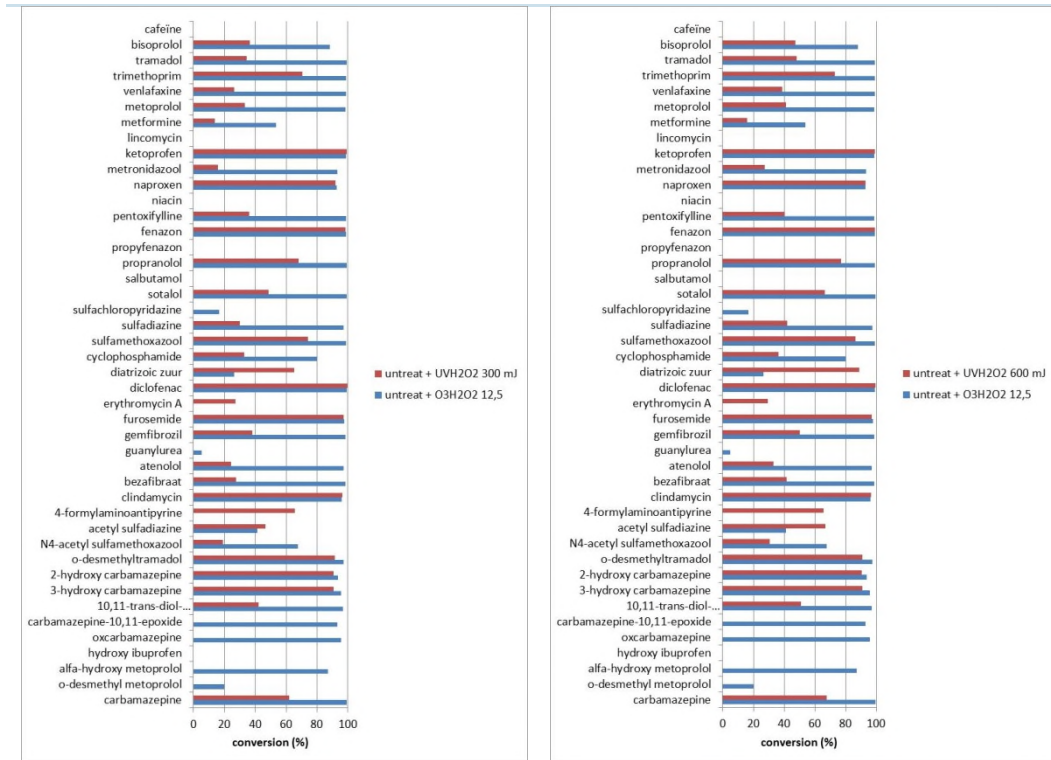 cafeïne
bisoprolol
tramadol
trimethoprim
venlafaxine
metoprolol
metformine
lincomycin
ketoprofen
metronidazool
naproxen
niacin
pentoxifylline
fenazon
propyfenazon
propranolol
salbutamol
sotalol
sulfachloropyridazine
sulfadiazine
sulfamethoxazool
cyclophosphamide
diatrizoic zuur
diclofenac
erythromycin A
furosemide
gemfibrozil
guanylurea
atenolol
bezafibraat
clindamycin
4-formylaminoantipyrine
acetyl sulfadiazine
N4-acetyl sulfamethoxazool
o-desmethyltramadol
2-hydroxy carbamazepine
3-hydroxy carbamazepine
10,11-trans-diol-...
carbamazepine-10,11-epoxide
oxcarbamazepine
hydroxy ibuprofen
alfa-hydroxy metoprolol
o-desmethyl metoprolol
carbamazepine
0 20 40 60 80 100
conversion (%)
untreat + UVH2O2 300 mJ
untreat + O3H2O2 12,5
cafeïne
bisoprolol
tramadol
trimethoprim
venlafaxine
metoprolol
metformine
lincomycin
ketoprofen
metronidazool
naproxen
niacin
pentoxifylline
fenazon
propyfenazon
propranolol
salbutamol
sotalol
sulfachloropyridazine
sulfadiazine
sulfamethoxazool
cyclophosphamide
diatrizoic zuur
diclofenac
erythromycin A
furosemide
gemfibrozil
guanylurea
atenolol
bezafibraat
clindamycin
4-formylaminoantipyrine
acetyl sulfadiazine
N4-acetyl sulfamethoxazool
o-desmethyltramadol
2-hydroxy carbamazepine
3-hydroxy carbamazepine
10,11-trans-diol-...
carbamazepine-10,11-epoxide
oxcarbamazepine
hydroxy ibuprofen
alfa-hydroxy metoprolol
o-desmethyl metoprolol
carbamazepine
0 20 40 60 80 100
conversion (%)
untreat + UVH2O2 600 mJ
untreat + O3H2O2 12,5